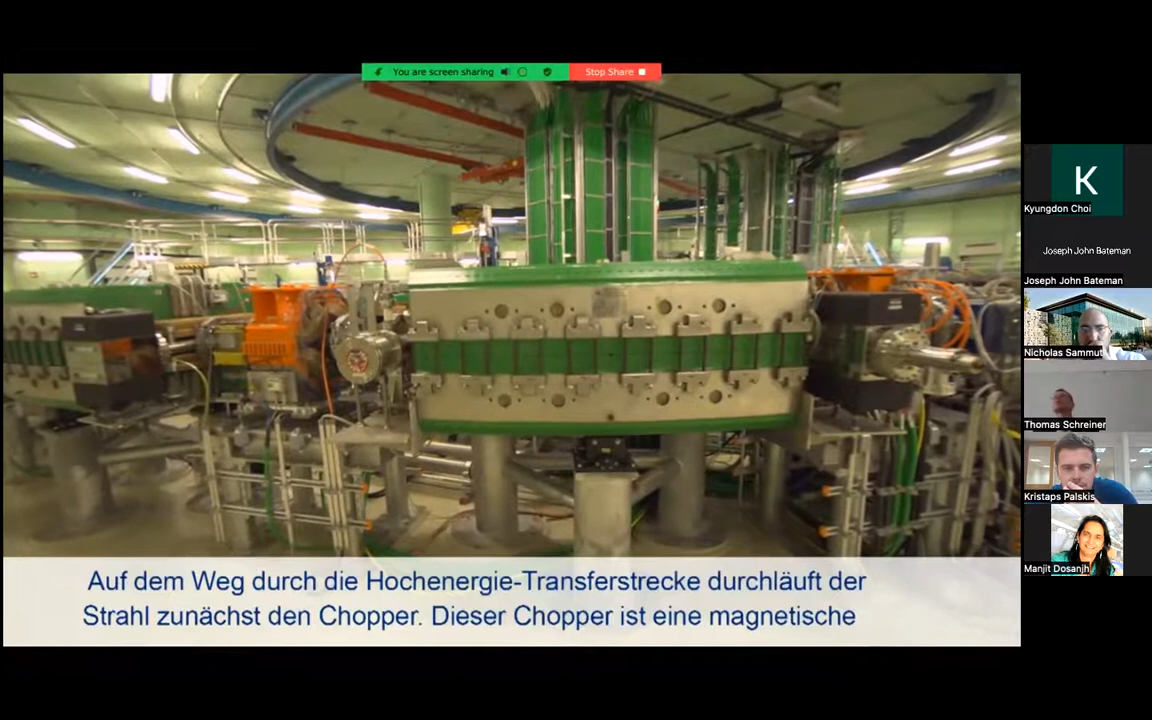 You are screen sharing
Stop Share
K
Kyungdon Choi
Joseph John Bateman
Joseph John Bateman
Nicholas Sammut
Thomas Schreiner
Kristaps Palskis
Manjit Dosanjh
Auf dem Weg durch die Hochenergie-Transferstrecke durchläuft der
Strahl zunächst den Chopper. Dieser Chopper ist eine magnetische